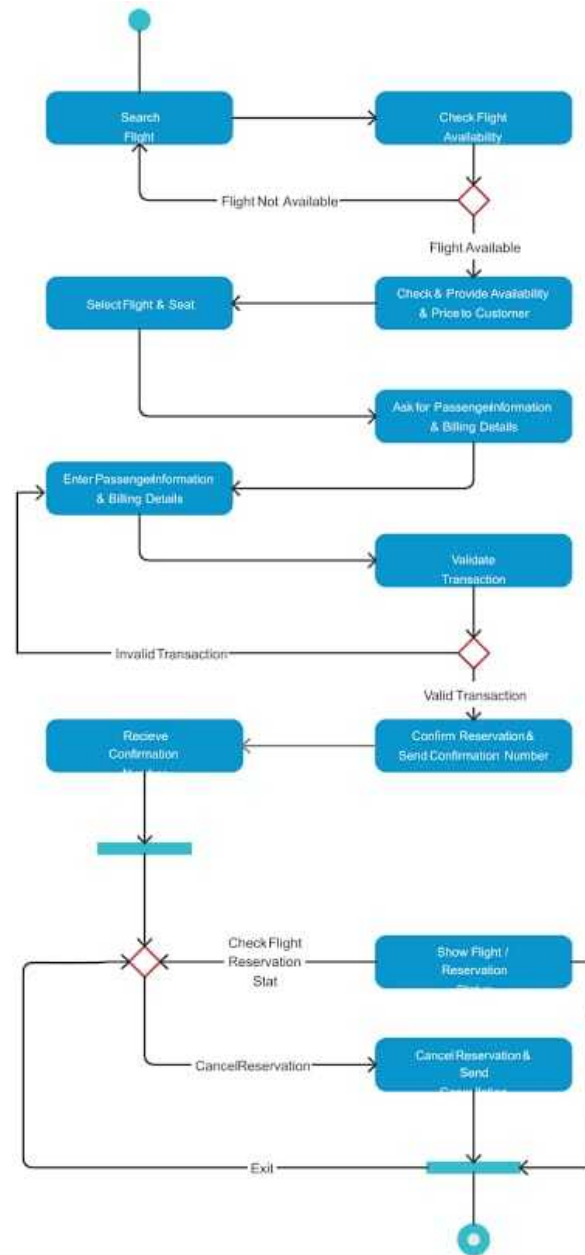 Search
Flight
Check Flight
Availability
Flight Not Available
Flight Available
Select Flight & Seat
Check & Provide Availability
& Price to Customer
Ask for PassengeInformation
& Billing Details
Enter PassengeInformation
& Billing Details
Validate
Transaction
Invalid Transaction
Valid Transaction
Recieve
Confirmation
Confirm Reservation &
Send Confirmation Number
Check Flight
Reservation
Stat
Show Flight /
Reservation
CancelReservation
Cancel Reservation &
Send
Exit